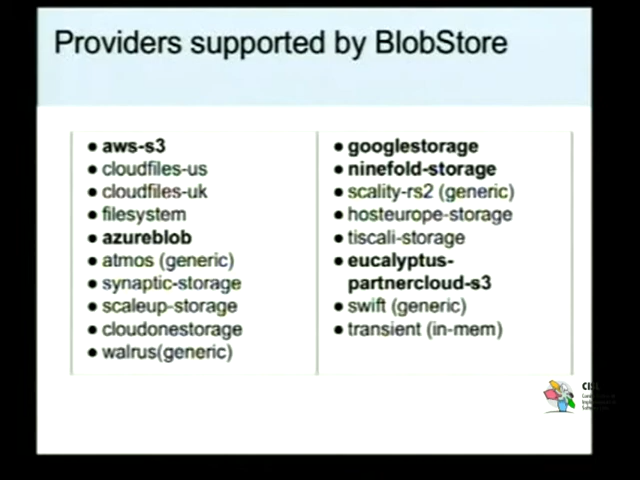 Providers supported by BlobStore
● aws-s3
● cloudfiles-us
● cloudfiles-uk
● filesystem
● azureblob
● atmos (generic)
● synaptic-storage
● scaleup-storage
● cloudonestorage
● walrus(generic)
● googlestorage
● ninefold-storage
● scality-rs2 (generic)
● hosteurope-storage
● tiscali-storage
● eucalyptus-
partnercloud-s3
● swift (generic)
● transient (in-mem)